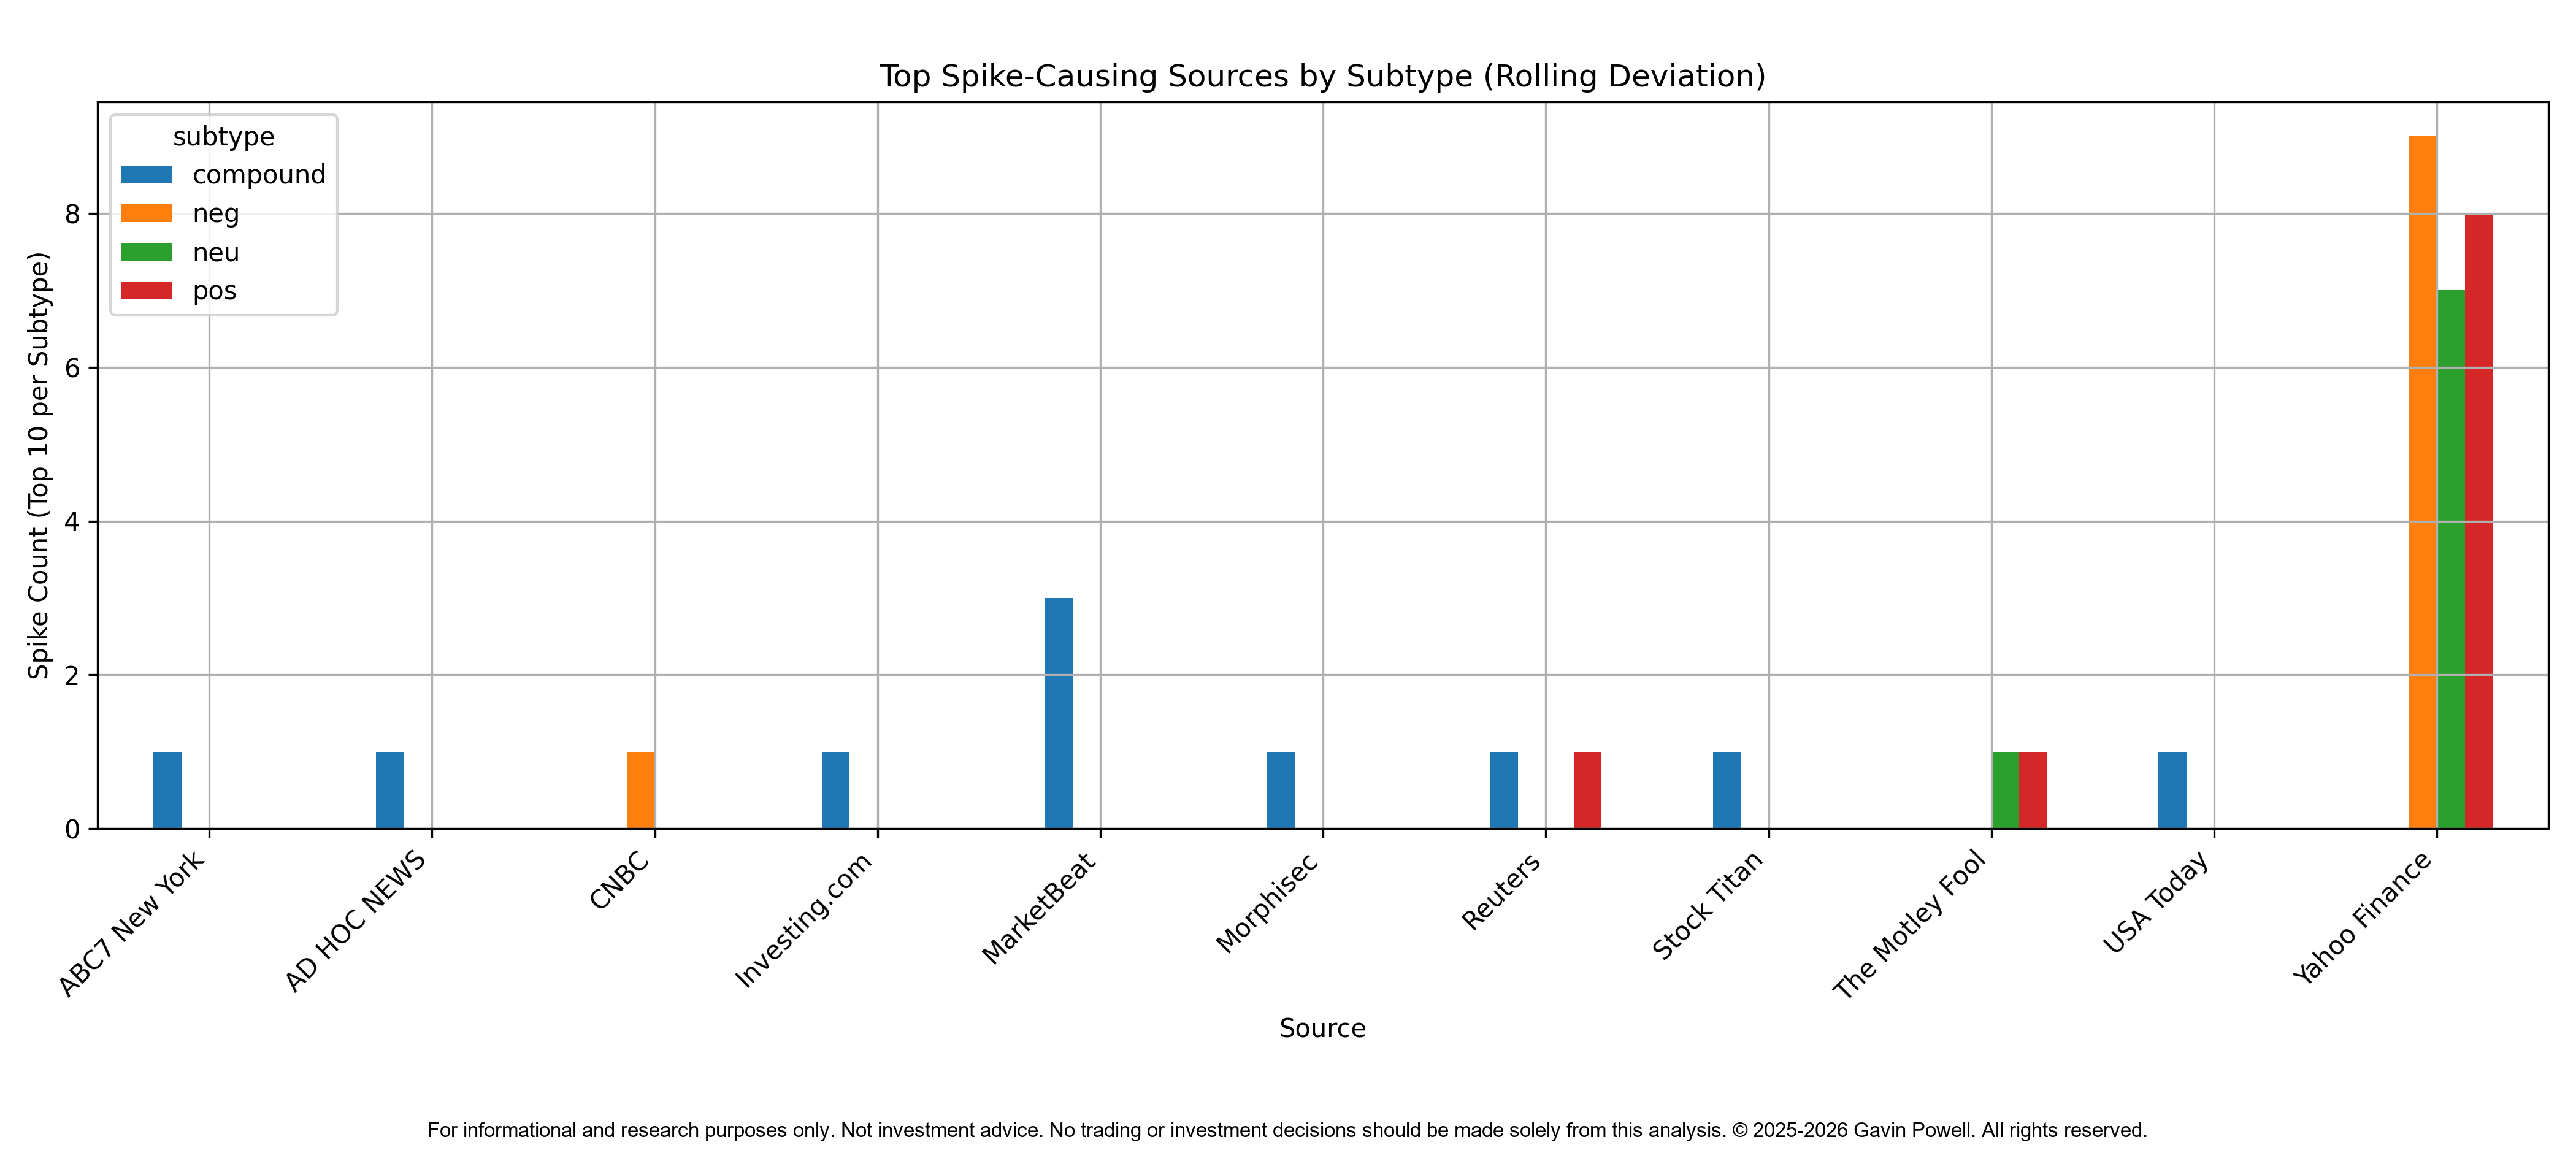 Top Spike-Causing Sources by Subtype (Rolling Deviation)
subtype
compound
neg
neu
pos
Spike Count (Top 10 per Subtype)
8
6
4
2
0
ABC7 New York
AD HOC NEWS
CNBC
Investing.com
MarketBeat
Morphisec
Reuters
Stock Titan
The Motley Fool
USA Today
Yahoo Finance
Source
For informational and research purposes only. Not investment advice. No trading or investment decisions should be made solely from this analysis. © 2025-2026 Gavin Powell. All rights reserved.